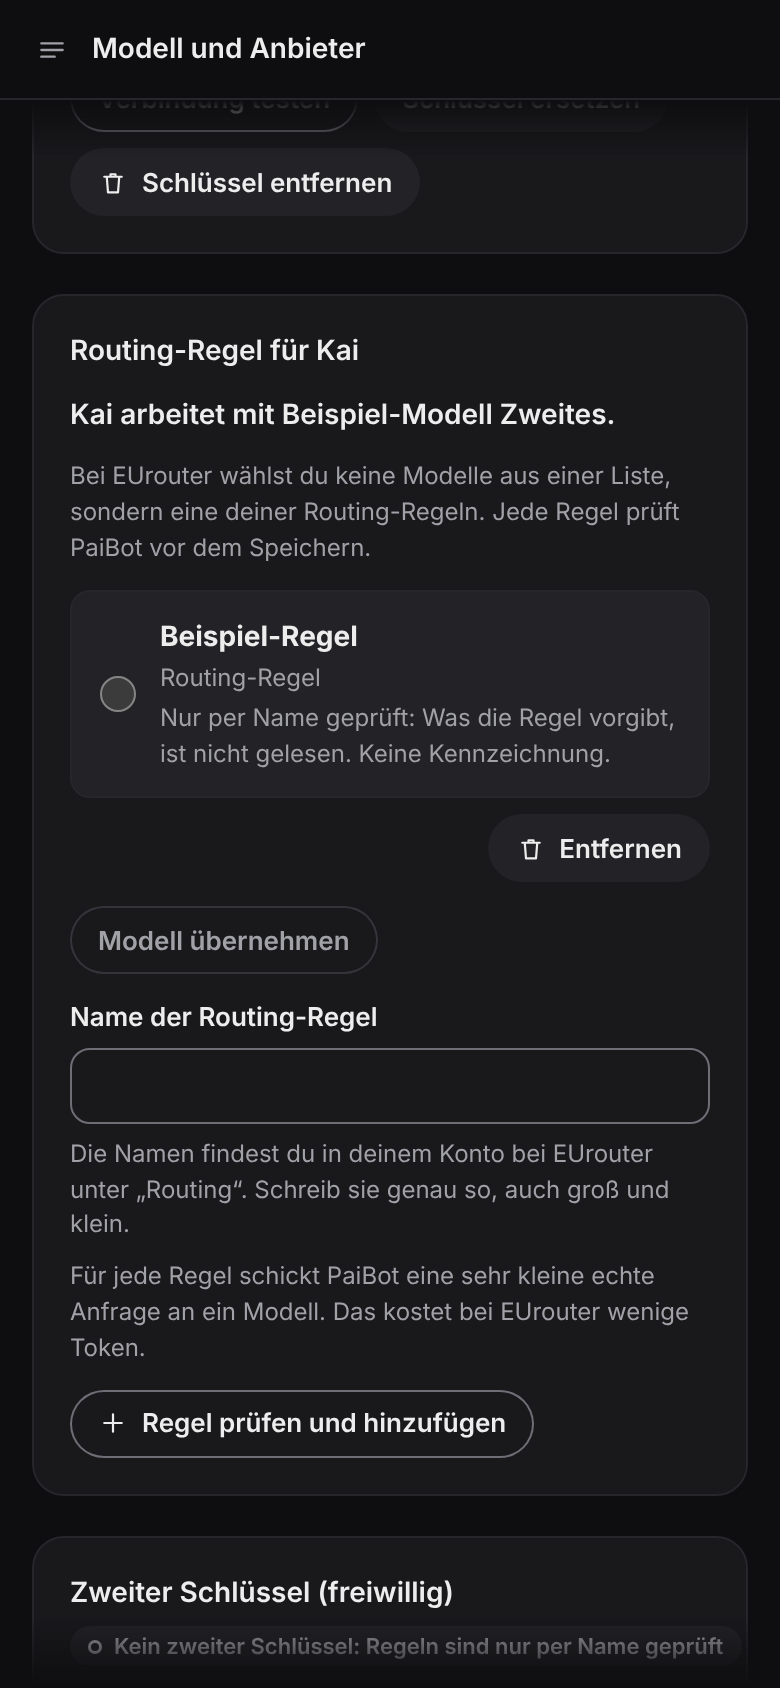 Modell und Anbieter
Verbindung testen
Schlüssel ersetzen
Schlüssel entfernen
Routing-Regel für Kai
Kai arbeitet mit Beispiel-Modell Zweites.
Bei EUrouter wählst du keine Modelle aus einer Liste,
sondern eine deiner Routing-Regeln. Jede Regel prüft
PaiBot vor dem Speichern.
Beispiel-Regel
Routing-Regel
Nur per Name geprüft: Was die Regel vorgibt,
ist nicht gelesen. Keine Kennzeichnung.
Entfernen
Modell übernehmen
Name der Routing-Regel
Die Namen findest du in deinem Konto bei EUrouter
unter „Routing“. Schreib sie genau so, auch groß und
klein.
Für jede Regel schickt PaiBot eine sehr kleine echte
Anfrage an ein Modell. Das kostet bei EUrouter wenige
Token.
Regel prüfen und hinzufügen
Zweiter Schlüssel (freiwillig)
Kein zweiter Schlüssel: Regeln sind nur per Name geprüft